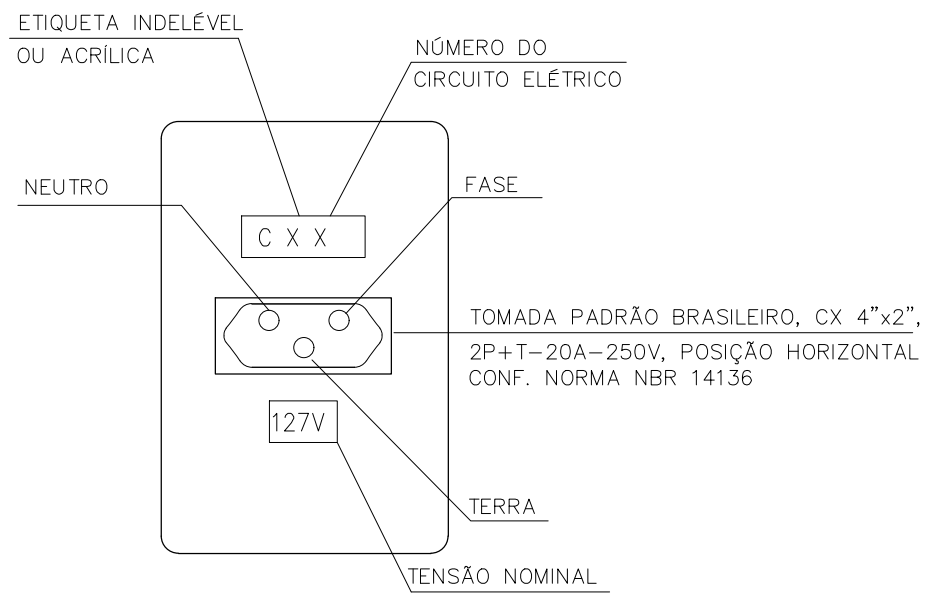 ETIQUETA INDELÉVEL
OU ACRÍLICA
NÚMERO DO
CIRCUITO ELÉTRICO
NEUTRO
FASE
C X X
TOMADA PADRÃO BRASILEIRO, CX 4”x2”,
2P+T-20A-250V, POSIÇÃO HORIZONTAL
CONF. NORMA NBR 14136
127V
TERRA
TENSÃO NOMINAL